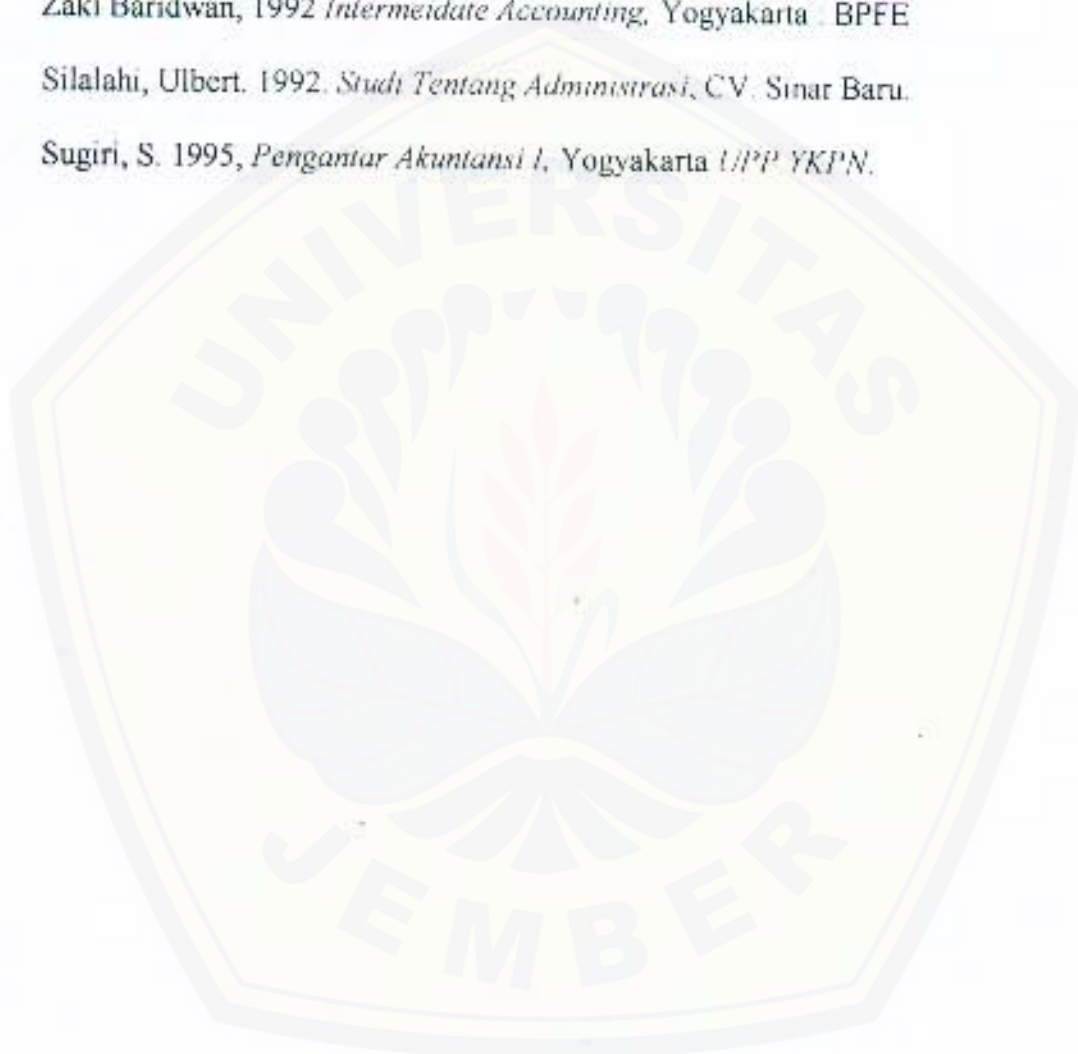 Zaki Baridwan, 1992 Intermeidate Accounting, Yogyakarta : BPFE
Silalahi, Ulbert. 1992. Studi Tentang Administrasi, CV. Sinar Baru.
Sugiri, S. 1995, Pengantar Akuntansi I, Yogyakarta UPP YKPN.
UNIVERSITAS
JEMBER